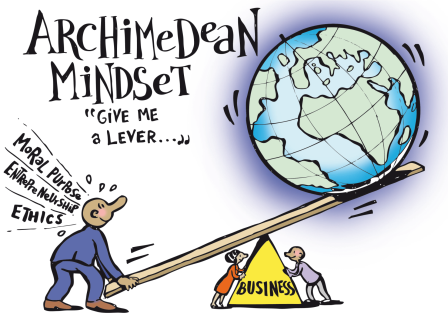 ARCHiMeDeaN
MiNDSeT
"GiVE ME
a LEVER..."
MoRaL PuRPoSe
ENTRePReNeuRSHiP
ETHiCS
BUSiNESS